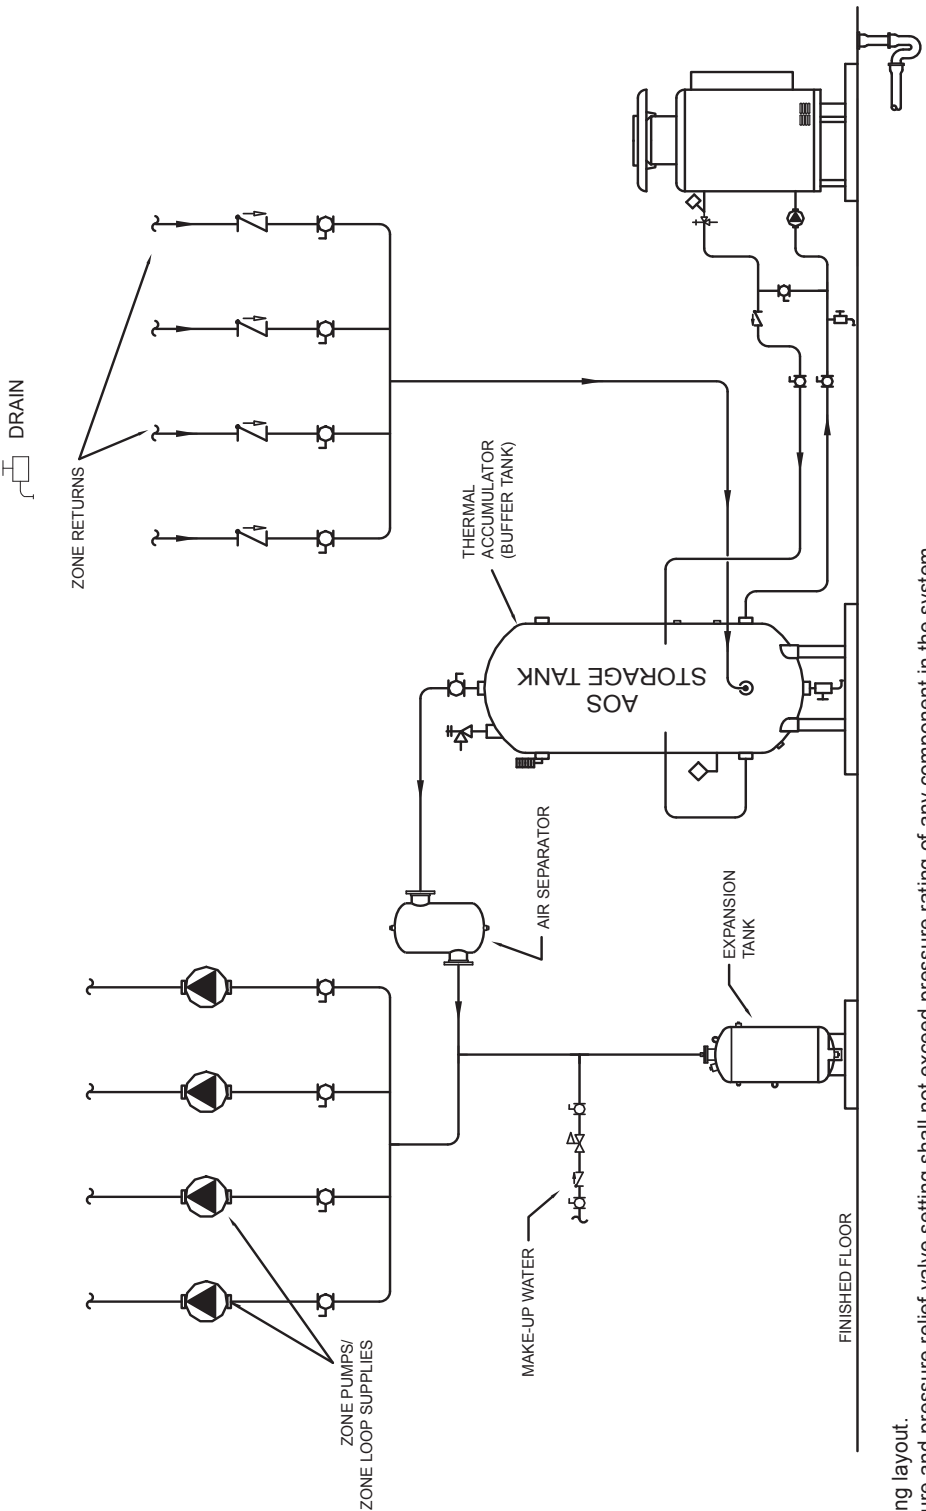 DRAIN
ZONE RETURNS
THERMAL
ACCUMULATOR
(BUFFER TANK)
AOS
STORAGE TANK
AIR SEPARATOR
EXPANSION
TANK
ZONE PUMPS/
ZONE LOOP SUPPLIES
MAKE-UP WATER
FINISHED FLOOR
ng layout.
ure and pressure relief valve setting shall not exceed pressure rating of any component in the system.